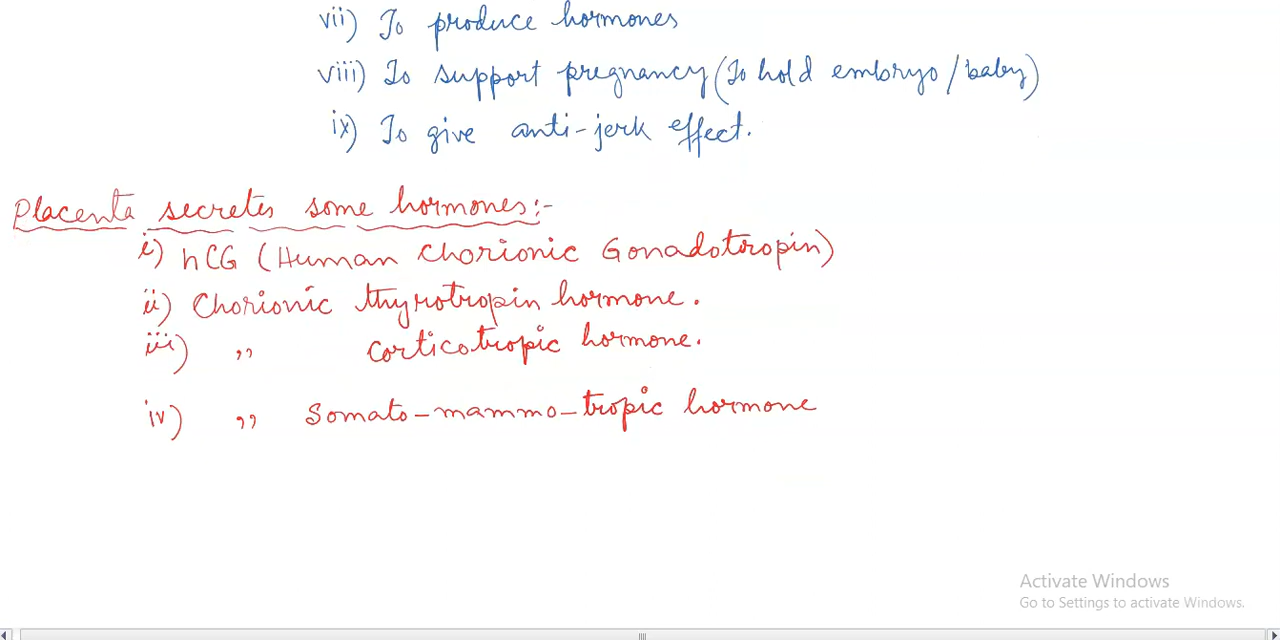 vii) To produce hormones
viii) To support pregnancy (To hold embryo/baby)
ix) To give anti-jerk effect.
Placenta secretes some hormones:-
i) hCG (Human Chorionic Gonadotropin)
ii) Chorionic thyrotropin hormone.
iii) ,, Corticotropic hormone.
iv) ,, Somato-mammo-tropic hormone
Activate Windows
Go to Settings to activate Windows.